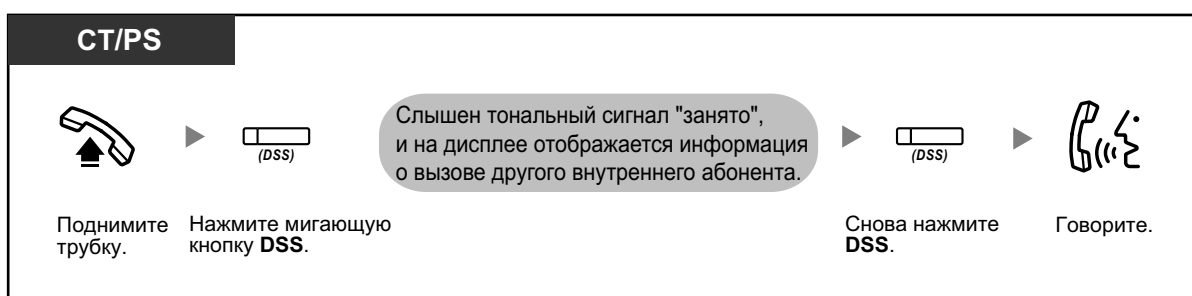 CT/PS
(DSS)
Слышен тональный сигнал "занято",
и на дисплее отображается информация
о вызове другого внутреннего абонента.
(DSS)
Поднимите
трубку.
Нажмите мигающую
кнопку DSS.
Снова нажмите
DSS.
Говорите.